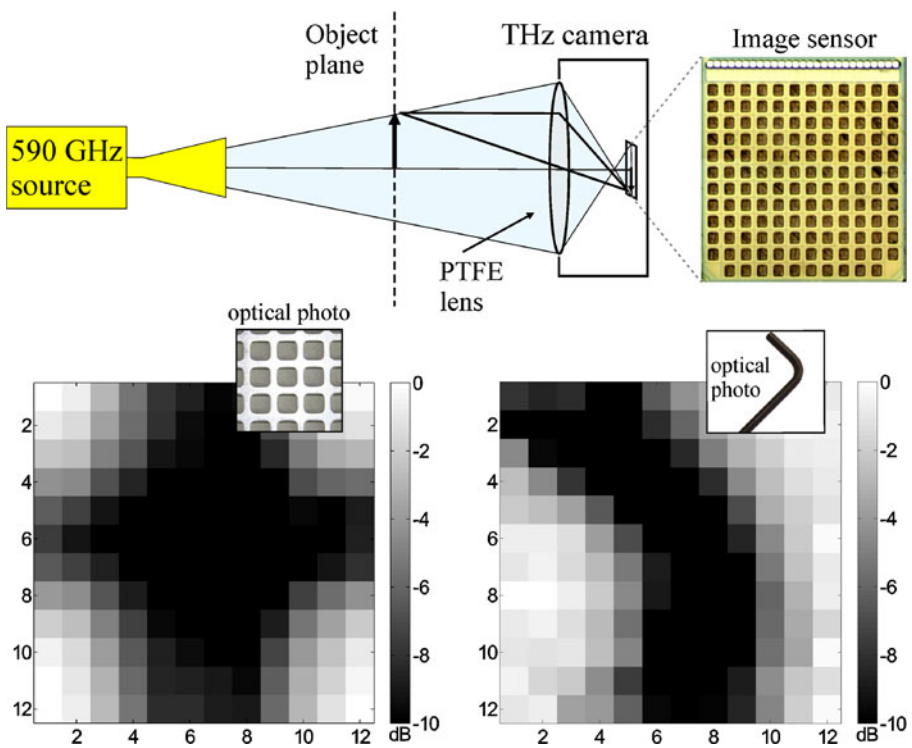 Object
plane
THz camera
Image sensor
590 GHz
source
PTFE
lens
optical photo
optical
photo
0
-2
-4
-6
-8
-10
dB
2
4
6
8
10
12
2
4
6
8
10
12
0
-2
-4
-6
-8
-10
dB
2
4
6
8
10
12
2
4
6
8
10
12